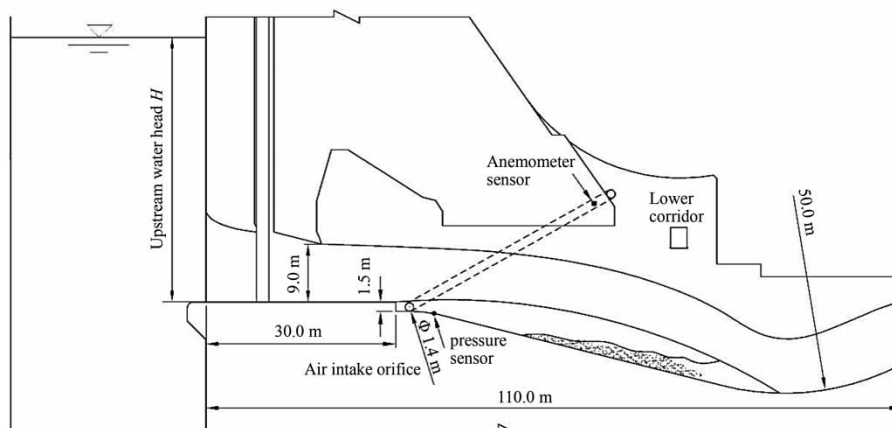 Upstream water head H
Anemometer
sensor
Lower
corridor
50.0 m
9.0 m
1.5 m
30.0 m
Φ 1.4 m
pressure
sensor
Air intake orifice
110.0 m